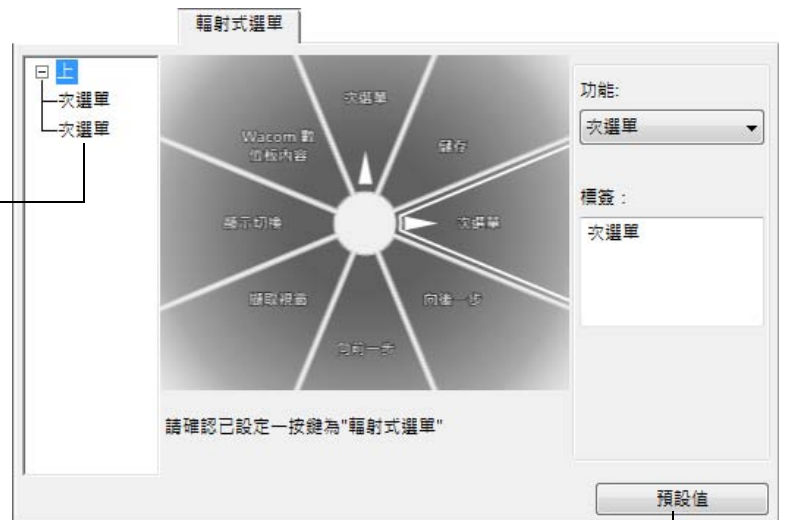 輻射式選單
上
次選單
次選單
次選單
儲存
次選單
向後一步
向前一步
擷取視窗
顯示切換
Wacom 數
位板內容
請確認已設定一按鍵為"輻射式選單"
功能:
次選單
標簽：
次選單
預設值